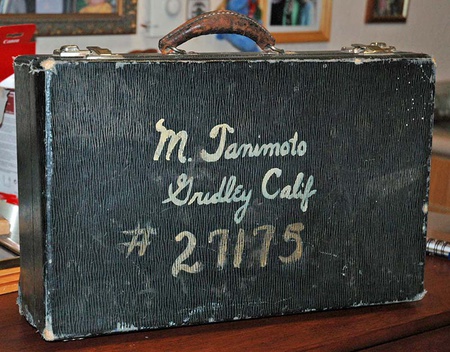 M. Tanimoto
Gridley Calif
# 27175